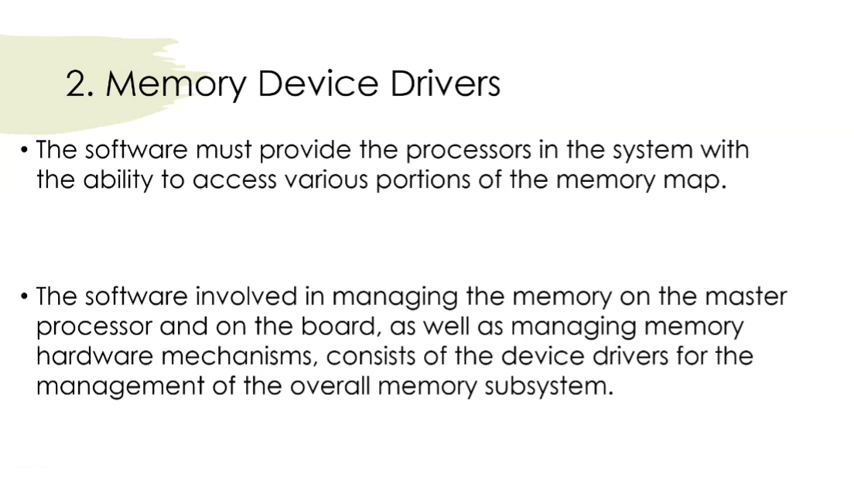 2. Memory Device Drivers
• The software must provide the processors in the system with
the ability to access various portions of the memory map.
• The software involved in managing the memory on the master
processor and on the board, as well as managing memory
hardware mechanisms, consists of the device drivers for the
management of the overall memory subsystem.